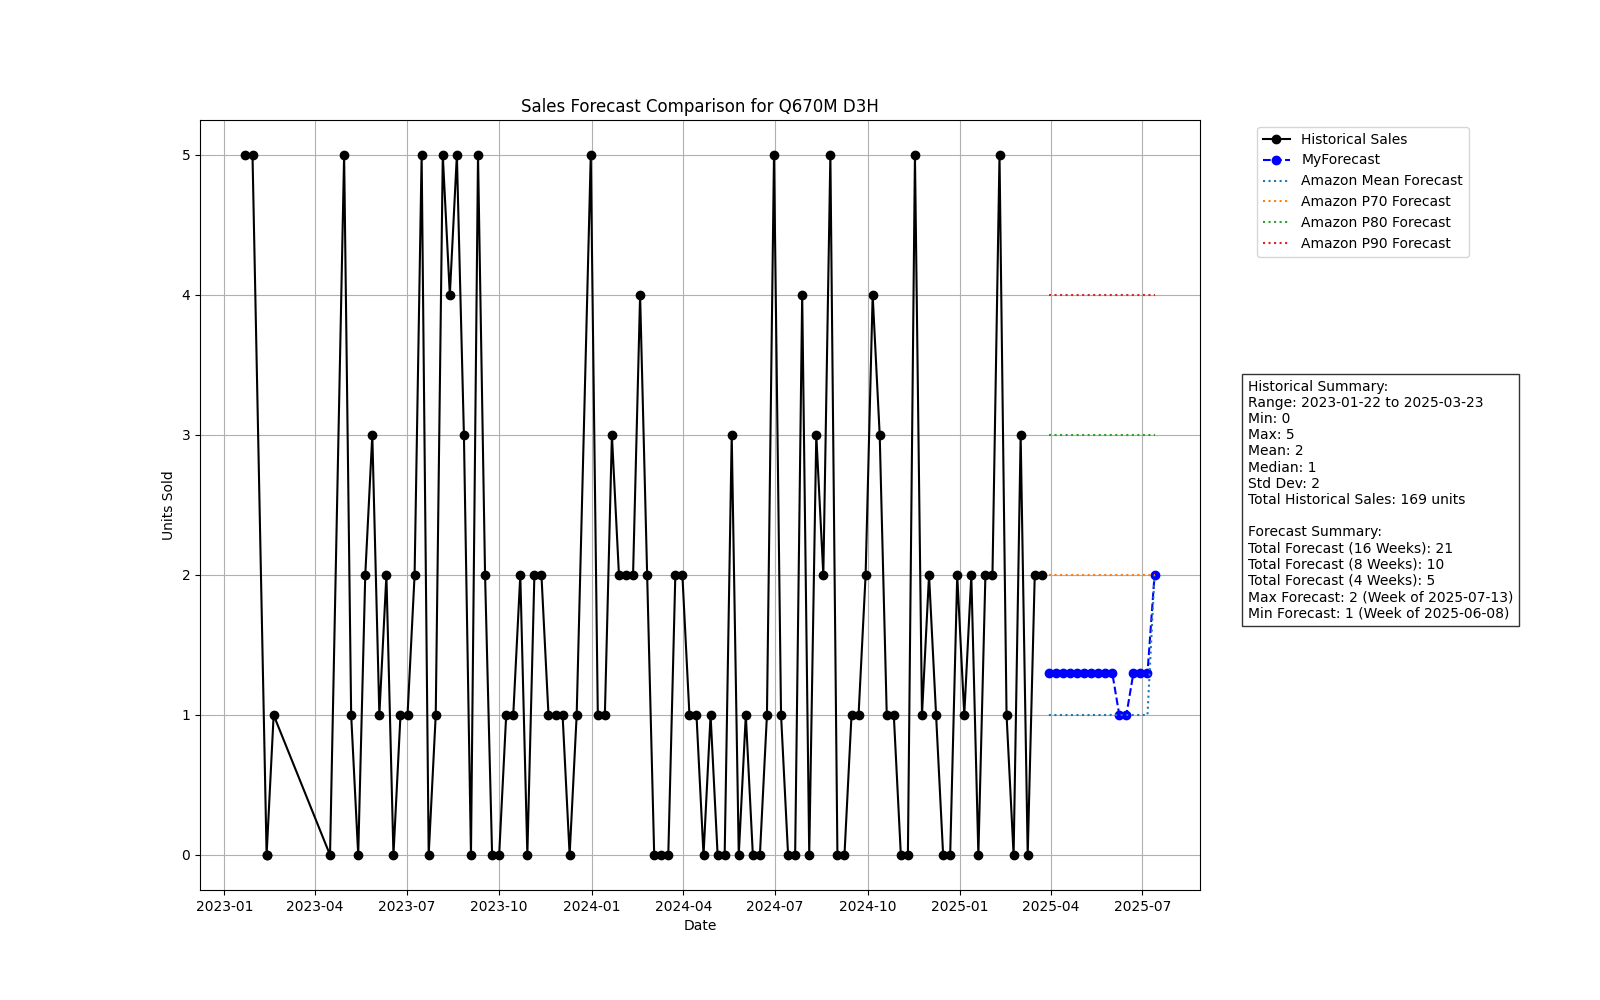 Sales Forecast Comparison for Q670M D3H
Units Sold
5
4
3
2
1
0
2023-01
2023-04
2023-07
2023-10
2024-01
2024-04
2024-07
2024-10
2025-01
2025-04
2025-07
Date
Historical Sales
MyForecast
Amazon Mean Forecast
Amazon P70 Forecast
Amazon P80 Forecast
Amazon P90 Forecast
Historical Summary:
Range: 2023-01-22 to 2025-03-23
Min: 0
Max: 5
Mean: 2
Median: 1
Std Dev: 2
Total Historical Sales: 169 units
Forecast Summary:
Total Forecast (16 Weeks): 21
Total Forecast (8 Weeks): 10
Total Forecast (4 Weeks): 5
Max Forecast: 2 (Week of 2025-07-13)
Min Forecast: 1 (Week of 2025-06-08)